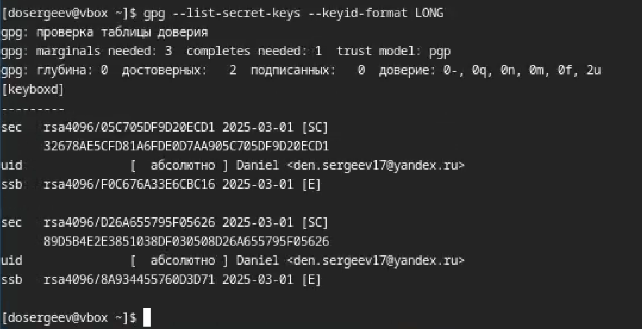 [dosergeev@vbox ~]$ gpg --list-secret-keys --keyid-format LONG
gpg: проверка таблицы доверия
gpg: marginals needed: 3  completes needed: 1  trust model: pgp
gpg: глубина: 0  достоверных:   2  подписанных:   0  доверие: 0-, 0q, 0n, 0m, 0f, 2u
[keyboxd]
---------
sec   rsa4096/05C705DF9D20ECD1 2025-03-01 [SC]
      32678AE5CFD81A6FDE0D7AA905C705DF9D20ECD1
uid              [  абсолютно ] Daniel <den.sergeev17@yandex.ru>
ssb   rsa4096/F0C676A33E6CBC16 2025-03-01 [E]

sec   rsa4096/D26A655795F05626 2025-03-01 [SC]
      89D5B4E2E3851038DF030508D26A655795F05626
uid              [  абсолютно ] Daniel <den.sergeev17@yandex.ru>
ssb   rsa4096/8A934455760D3D71 2025-03-01 [E]

[dosergeev@vbox ~]$